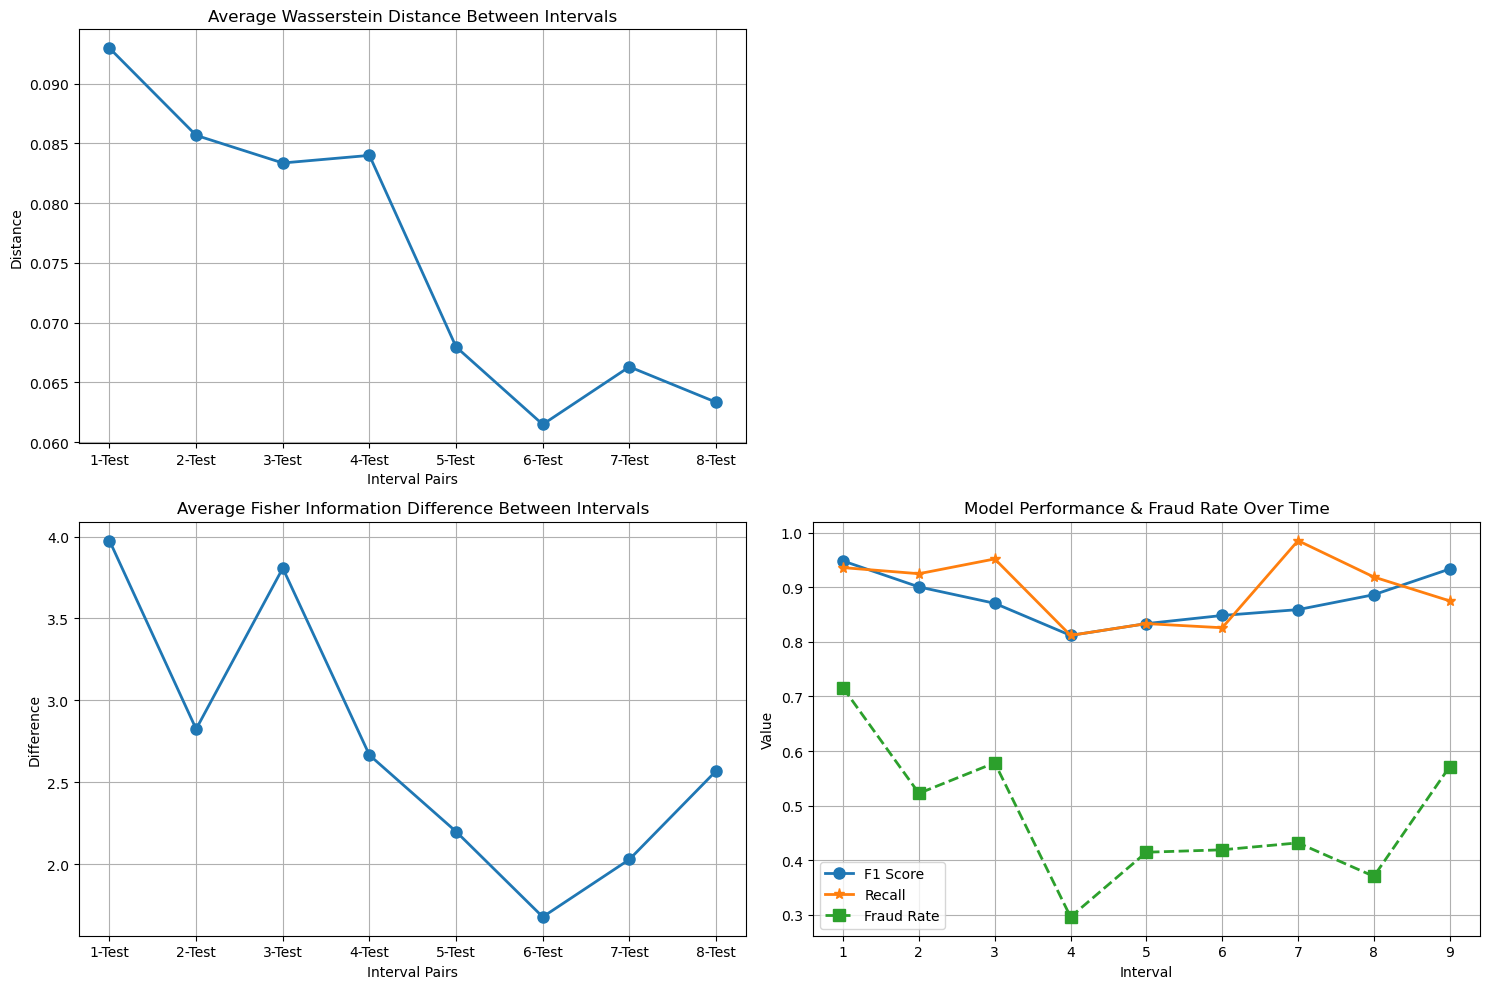 Average Wasserstein Distance Between Intervals
Distance
0.090
0.085
0.080
0.075
0.070
0.065
0.060
1-Test 2-Test 3-Test 4-Test 5-Test 6-Test 7-Test 8-Test
Interval Pairs
Average Fisher Information Difference Between Intervals
Difference
4.0
3.5
3.0
2.5
2.0
1-Test 2-Test 3-Test 4-Test 5-Test 6-Test 7-Test 8-Test
Interval Pairs
Model Performance & Fraud Rate Over Time
Value
1.0
0.9
0.8
0.7
0.6
0.5
0.4
0.3
F1 Score
Recall
Fraud Rate
1 2 3 4 5 6 7 8 9
Interval